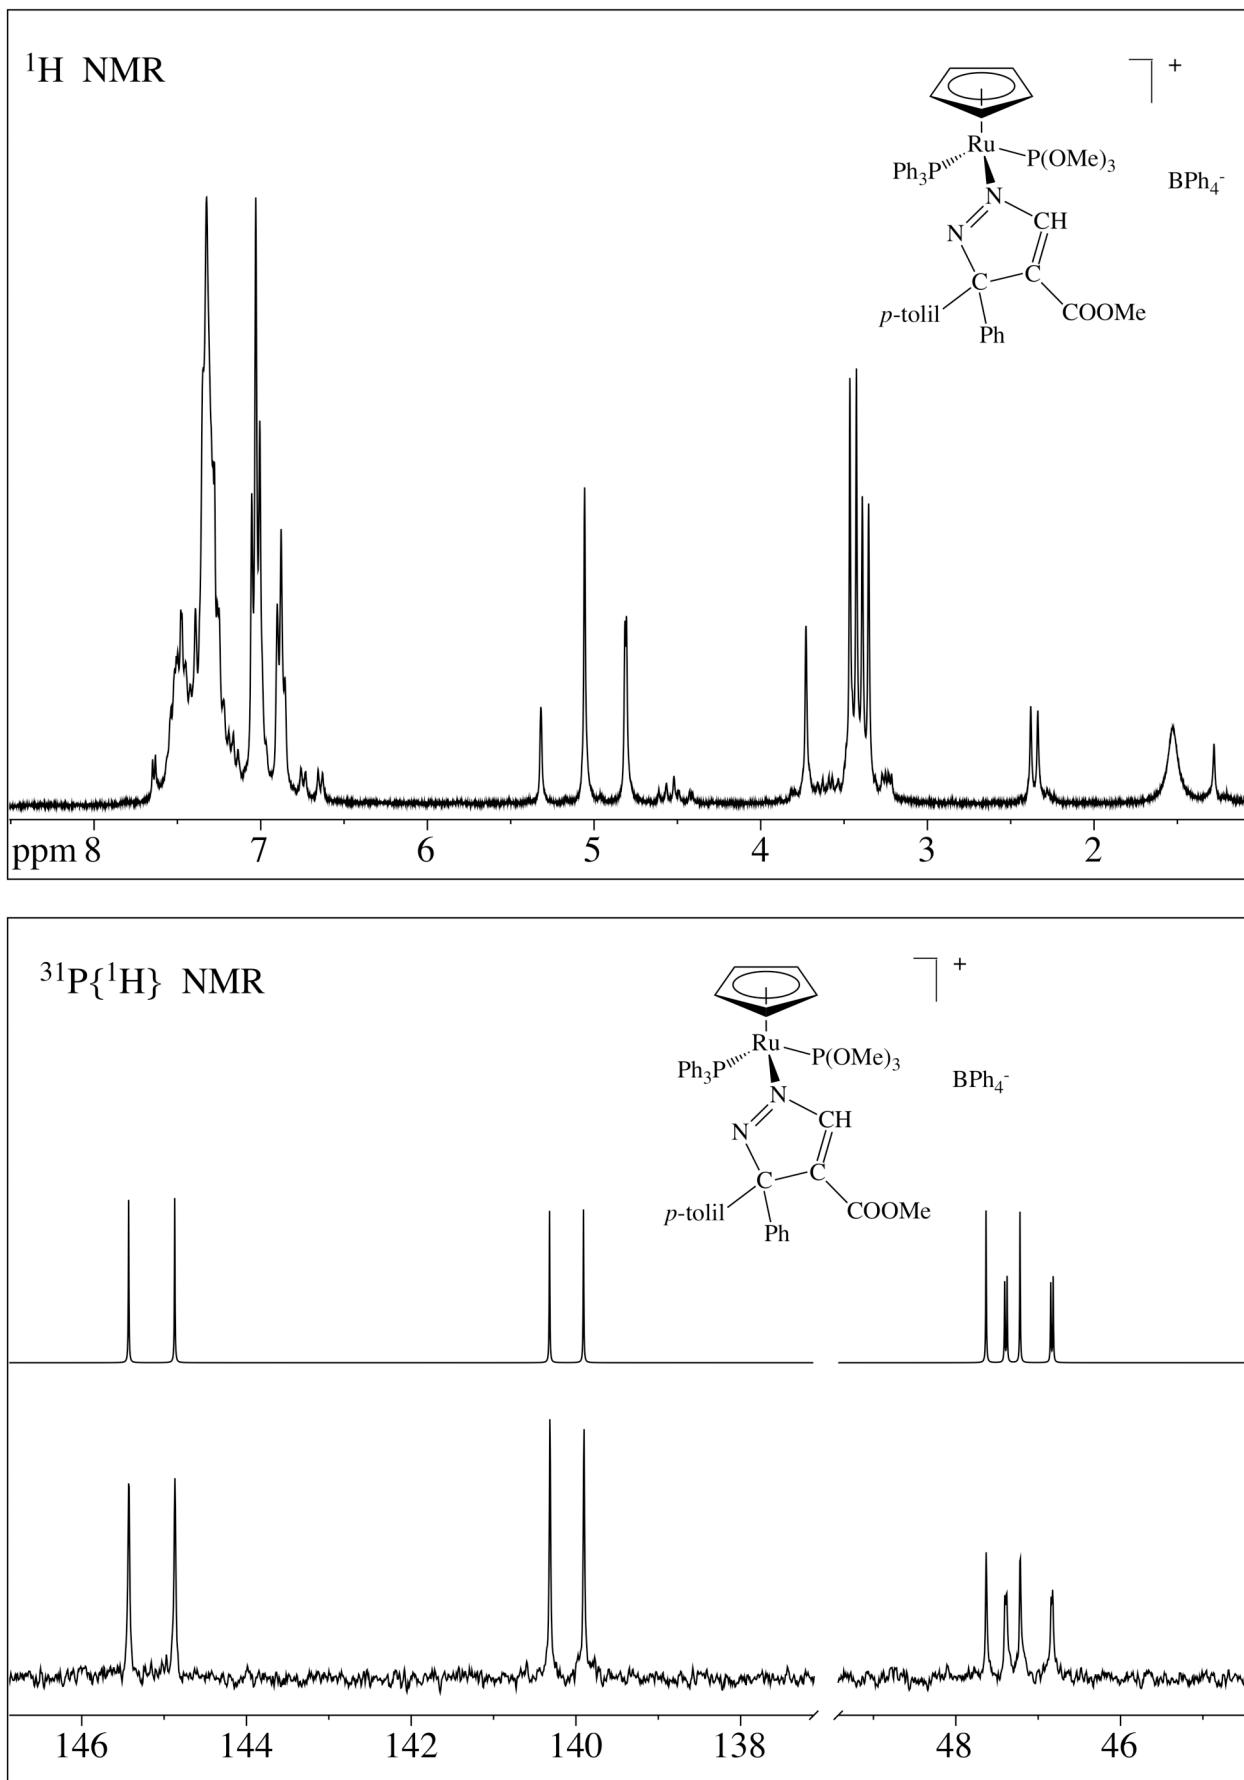 ¹H NMR
+
Ru
Ph₃P
P(OMe)₃
BPh₄⁻
N
CH
N
C
C
p-tolil
COOMe
Ph
ppm 8 7 6 5 4 3 2
³¹P{¹H} NMR
+
Ru
Ph₃P
P(OMe)₃
BPh₄⁻
N
CH
N
C
C
p-tolil
COOMe
Ph
146 144 142 140 138 48 46